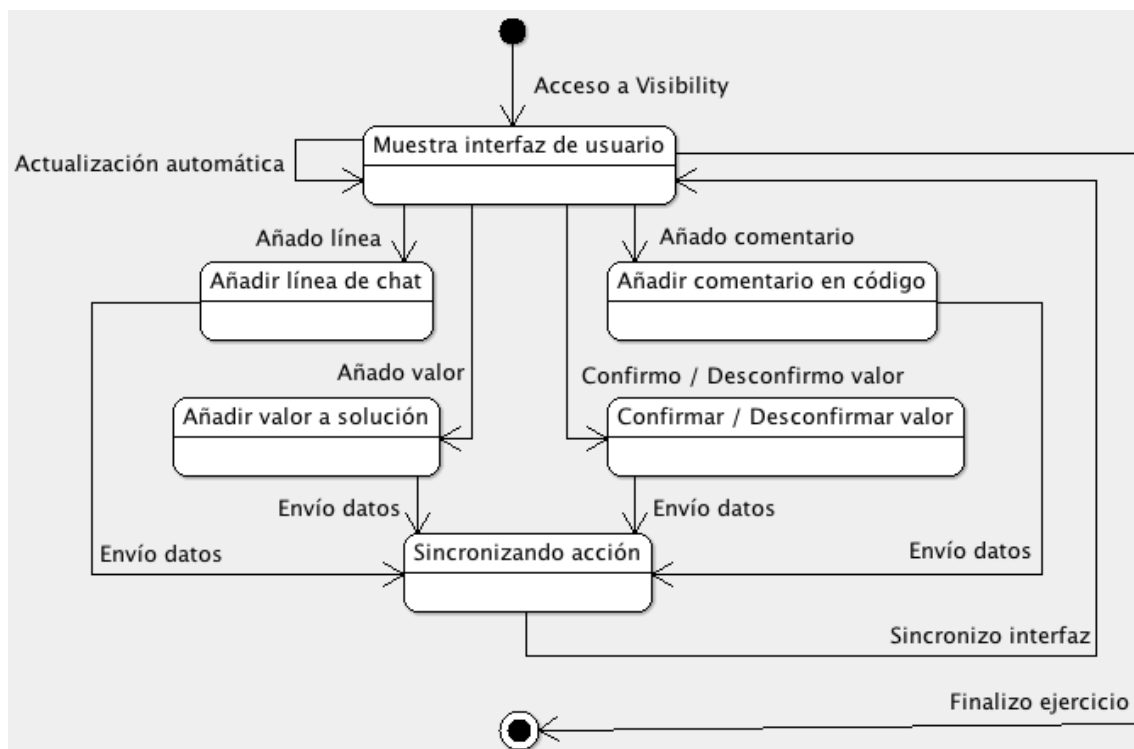 Acceso a Visibility
Muestra interfaz de usuario
Actualización automática
Añado línea
Añado comentario
Añadir línea de chat
Añadir comentario en código
Añado valor
Confirmo / Desconfirmo valor
Añadir valor a solución
Confirmar / Desconfirmar valor
Envío datos
Envío datos
Sincronizando acción
Envío datos
Envío datos
Sincronizo interfaz
Finalizo ejercicio